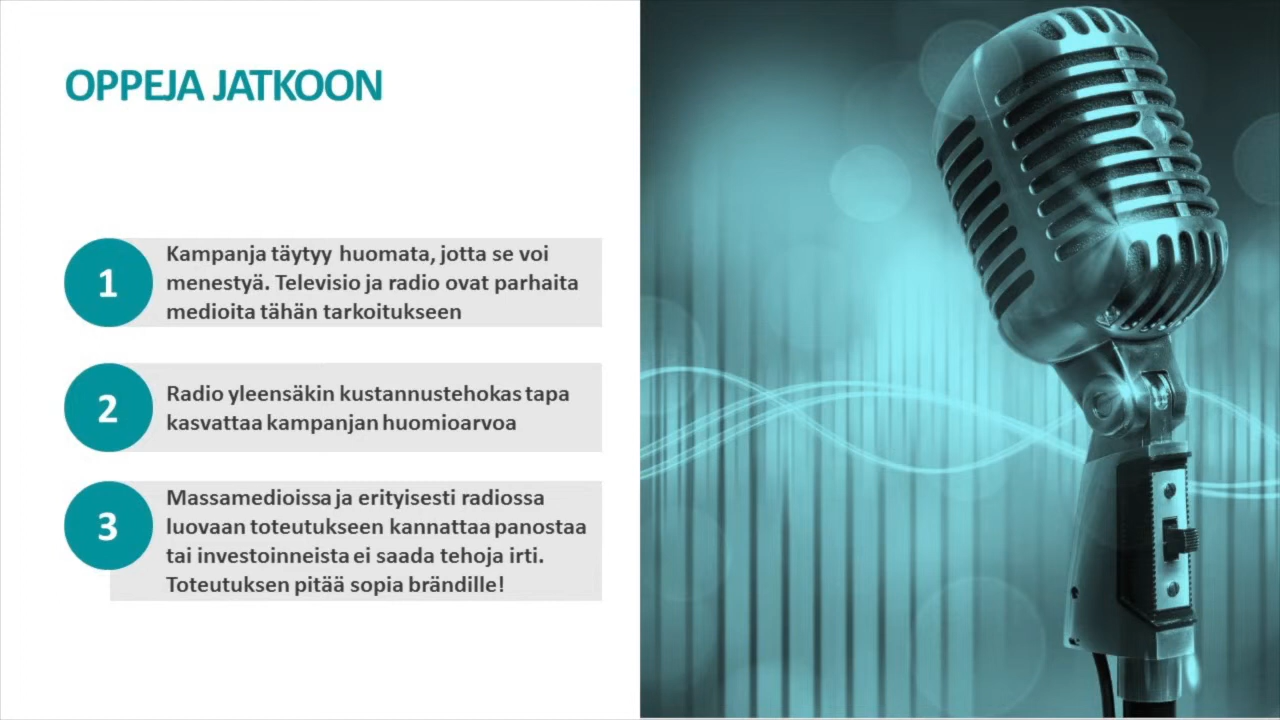 OPPEJA JATKOON
1
Kampanja täytyy huomata, jotta se voi
menestyä. Televisio ja radio ovat parhaita
medioita tähän tarkoitukseen
2
Radio yleensäkin kustannustehokas tapa
kasvattaa kampanjan huomioarvoa
3
Massamedioissa ja erityisesti radiossa
luovaan toteutukseen kannattaa panostaa
tai investoinneista ei saada tehoja irti.
Toteutuksen pitää sopia brändille!